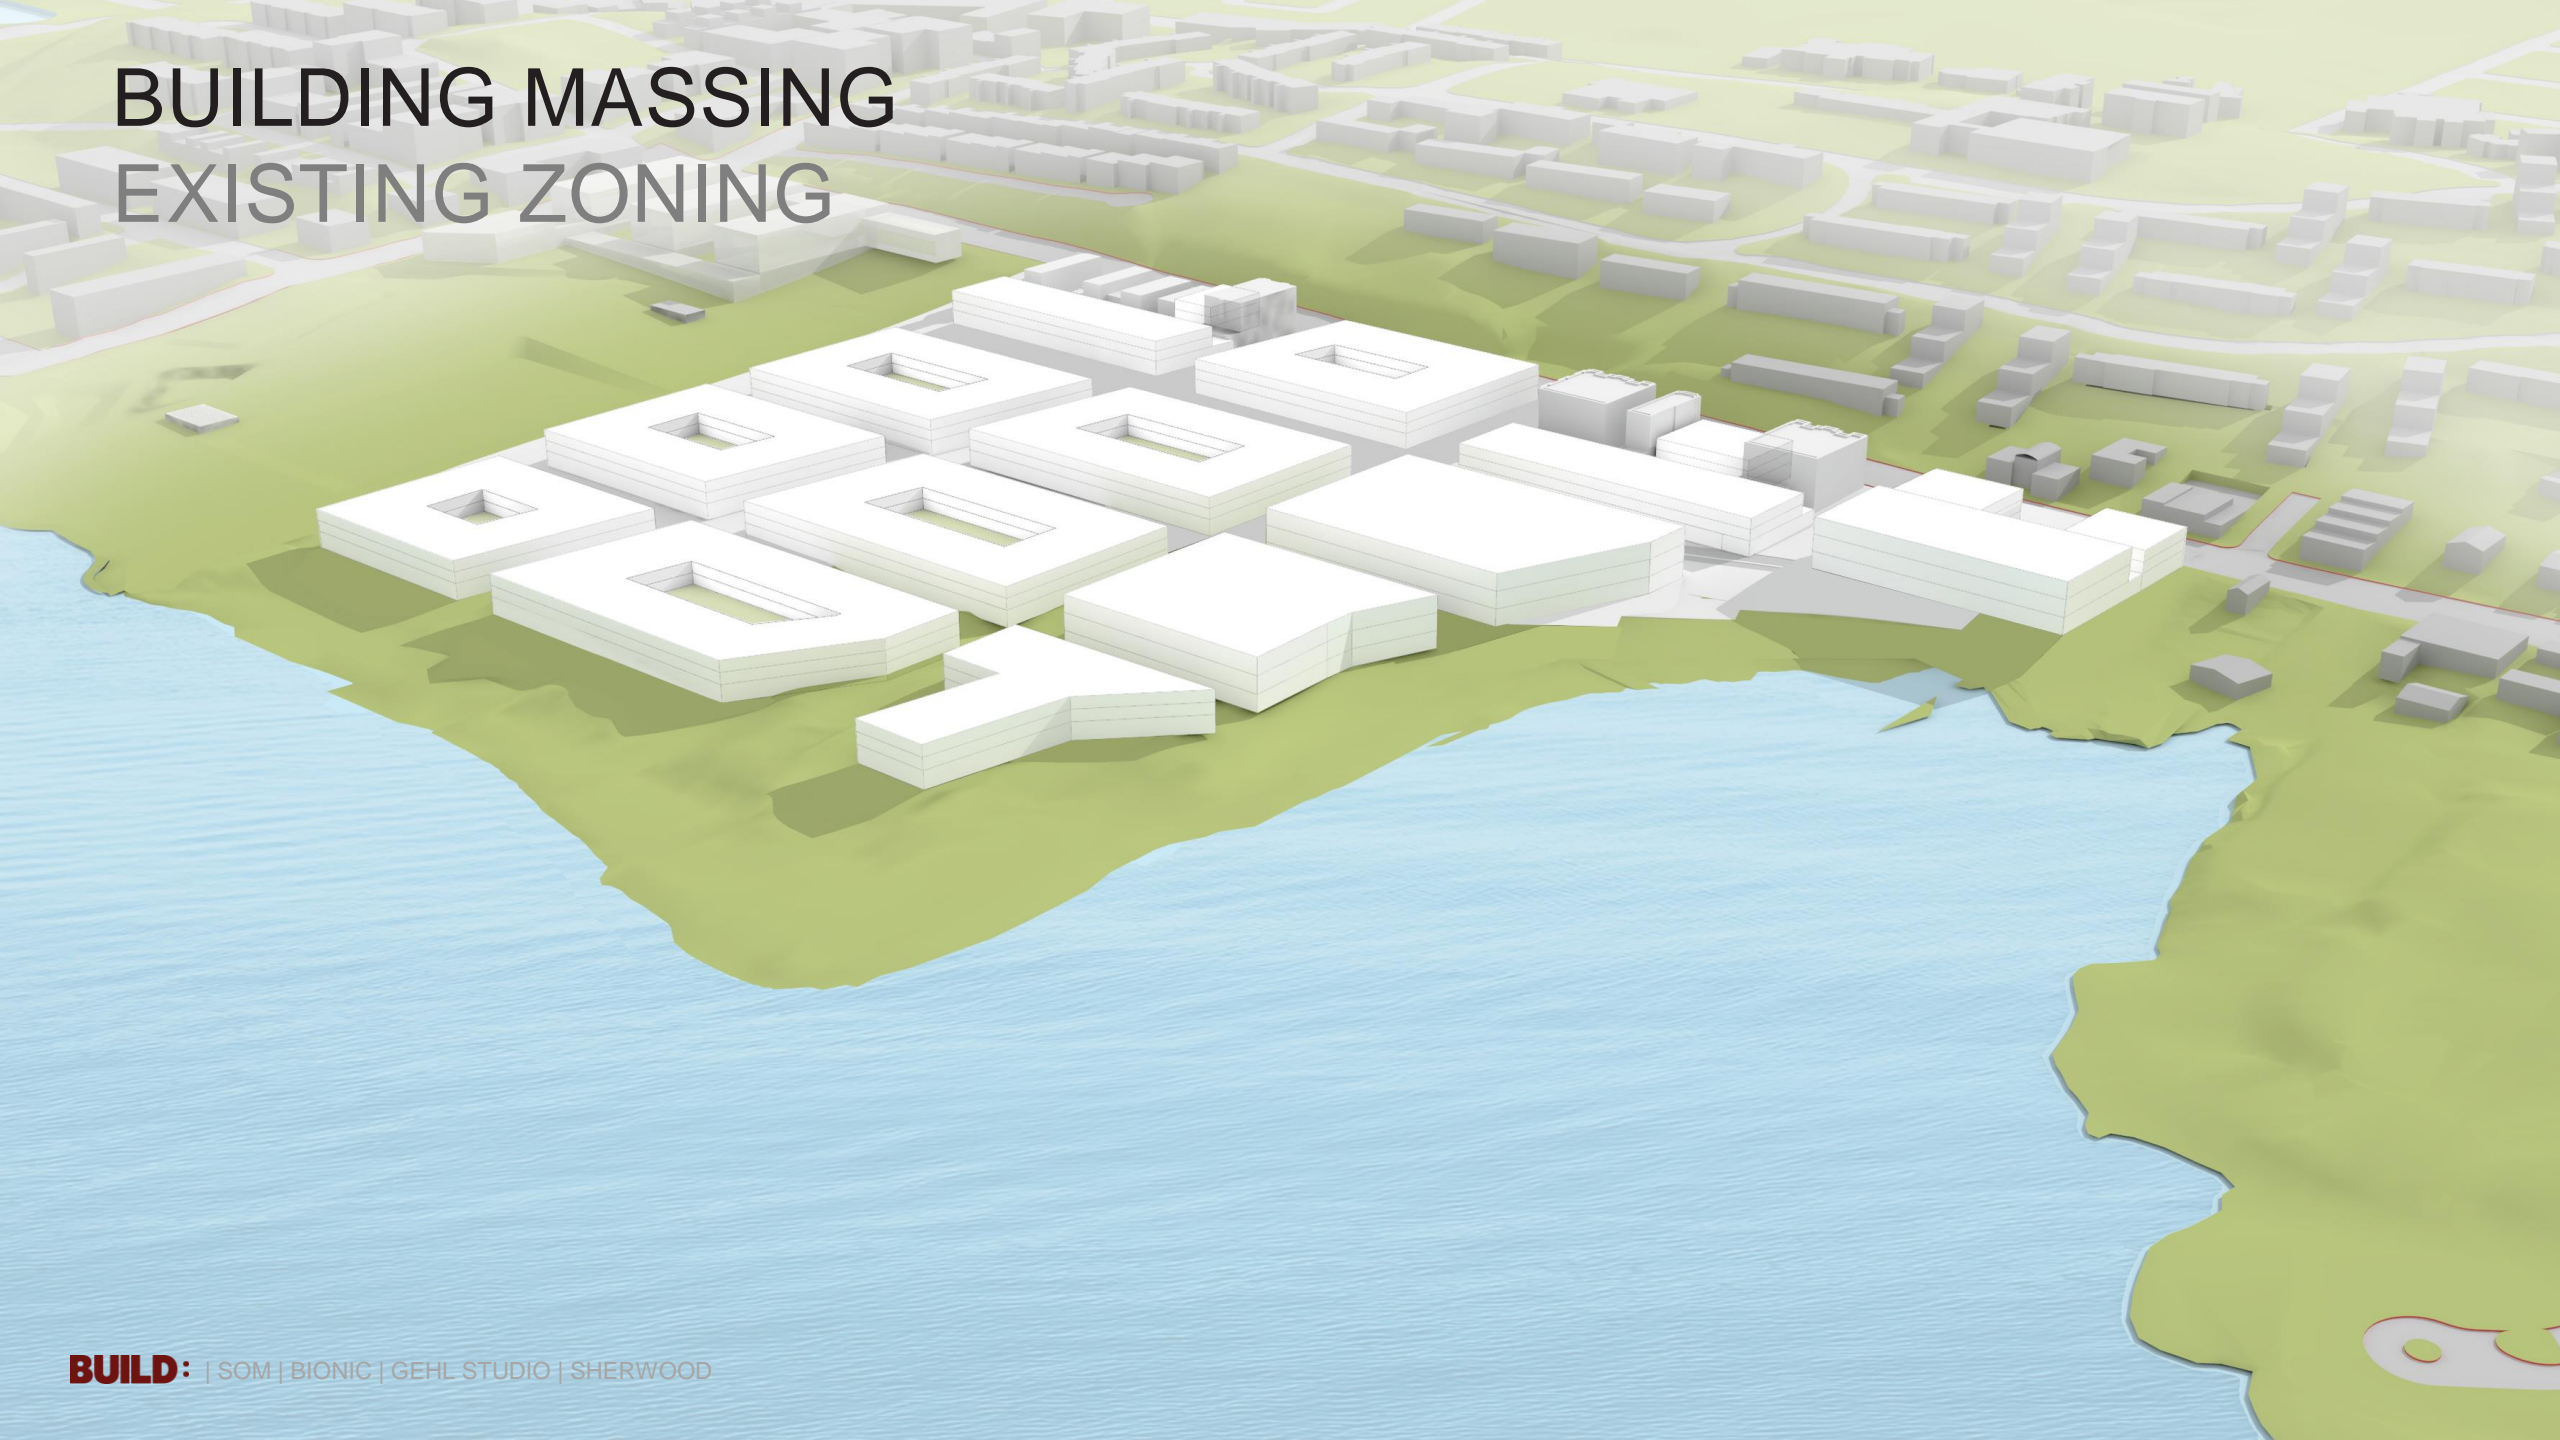 BUILDING MASSING
EXISTING ZONING
BUILD: | SOM | BIONIC | GEHL STUDIO | SHERWOOD